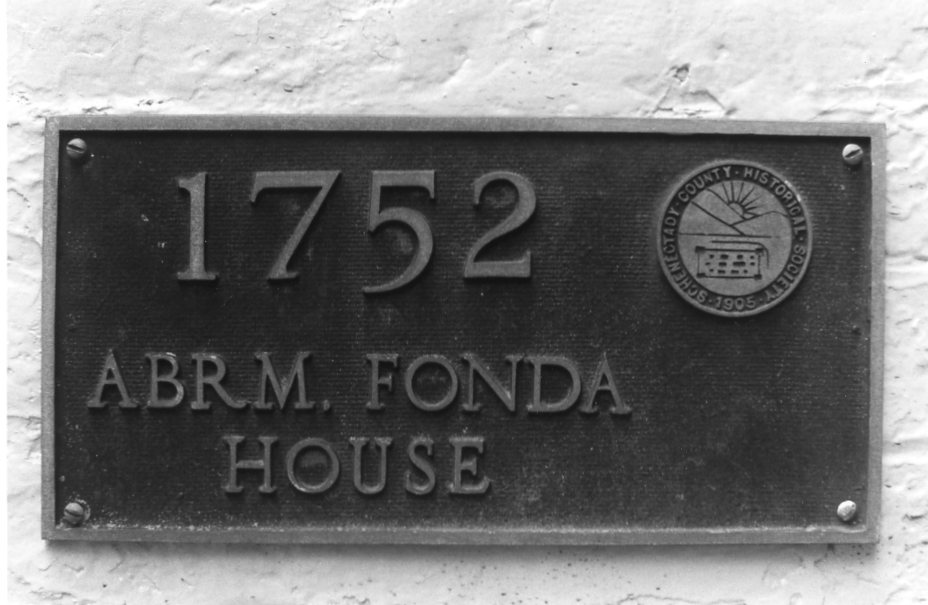 1752
SCHENECTADY·COUNTY·HISTORICAL·SOCIETY
·1905·
ABRM. FONDA
HOUSE